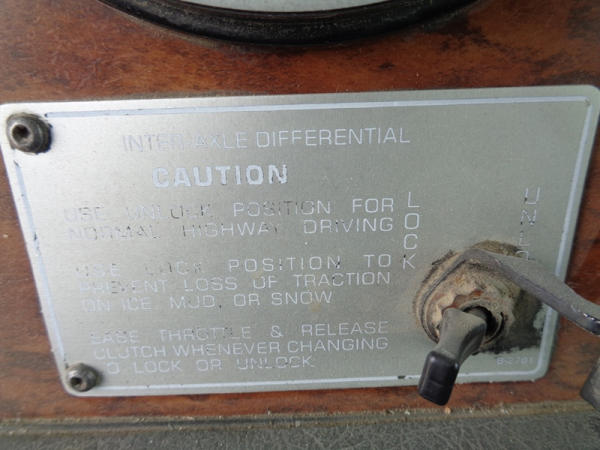 INTER-AXLE DIFFERENTIAL
CAUTION
USE UNLOCK POSITION FOR
NORMAL HIGHWAY DRIVING
USE LOCK POSITION TO
PREVENT LOSS OF TRACTION
ON ICE, MUD, OR SNOW
EASE THROTTLE & RELEASE
CLUTCH WHENEVER CHANGING
TO LOCK OR UNLOCK
LOCK
UNLO